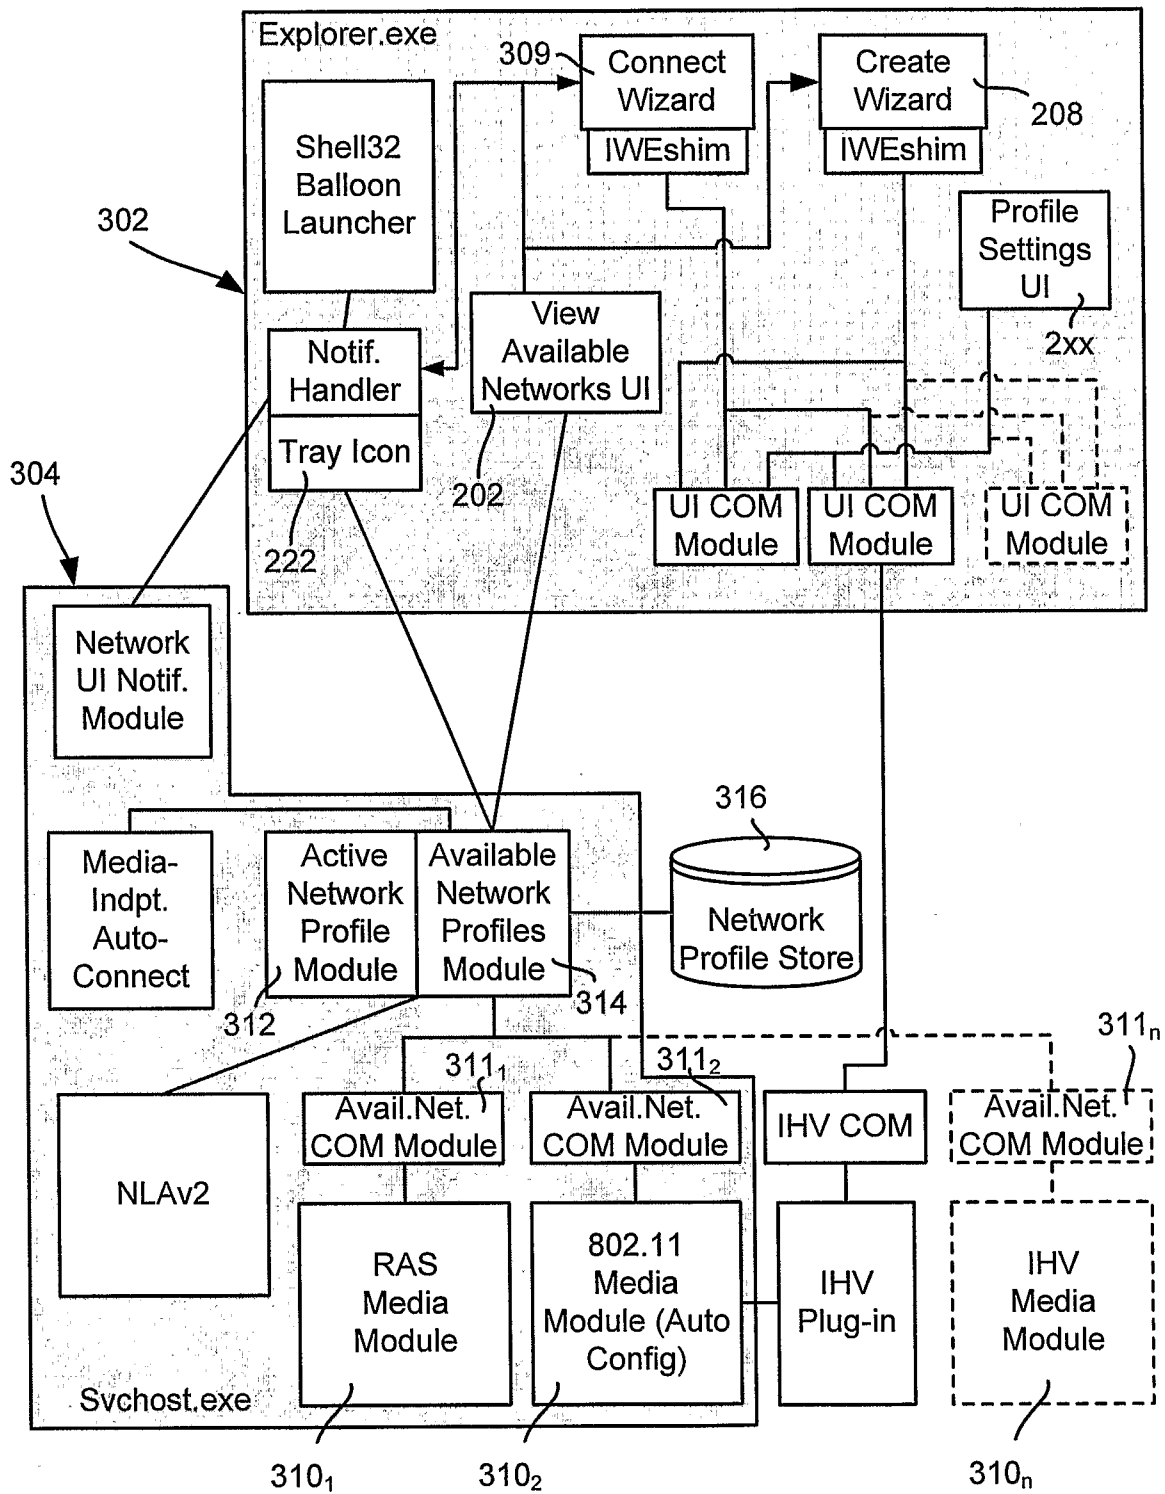 Explorer.exe
309
Connect
Wizard
IWEshim
Create
Wizard
IWEshim
208
Shell32
Balloon
Launcher
302
Profile
Settings
UI
2xx
View
Available
Networks UI
202
Notif.
Handler
Tray Icon
222
UI COM
Module
UI COM
Module
UI COM
Module
304
Network
UI Notif.
Module
316
Network
Profile Store
Media-
Indpt.
Auto-
Connect
Active
Network
Profile
Module
312
Available
Network
Profiles
Module
314
311₁
311₂
311ₙ
Avail.Net.
COM Module
Avail.Net.
COM Module
IHV COM
Avail.Net.
COM Module
NLAv2
RAS
Media
Module
802.11
Media
Module (Auto
Config)
IHV
Plug-in
IHV
Media
Module
Svchost.exe
310₁
310₂
310ₙ